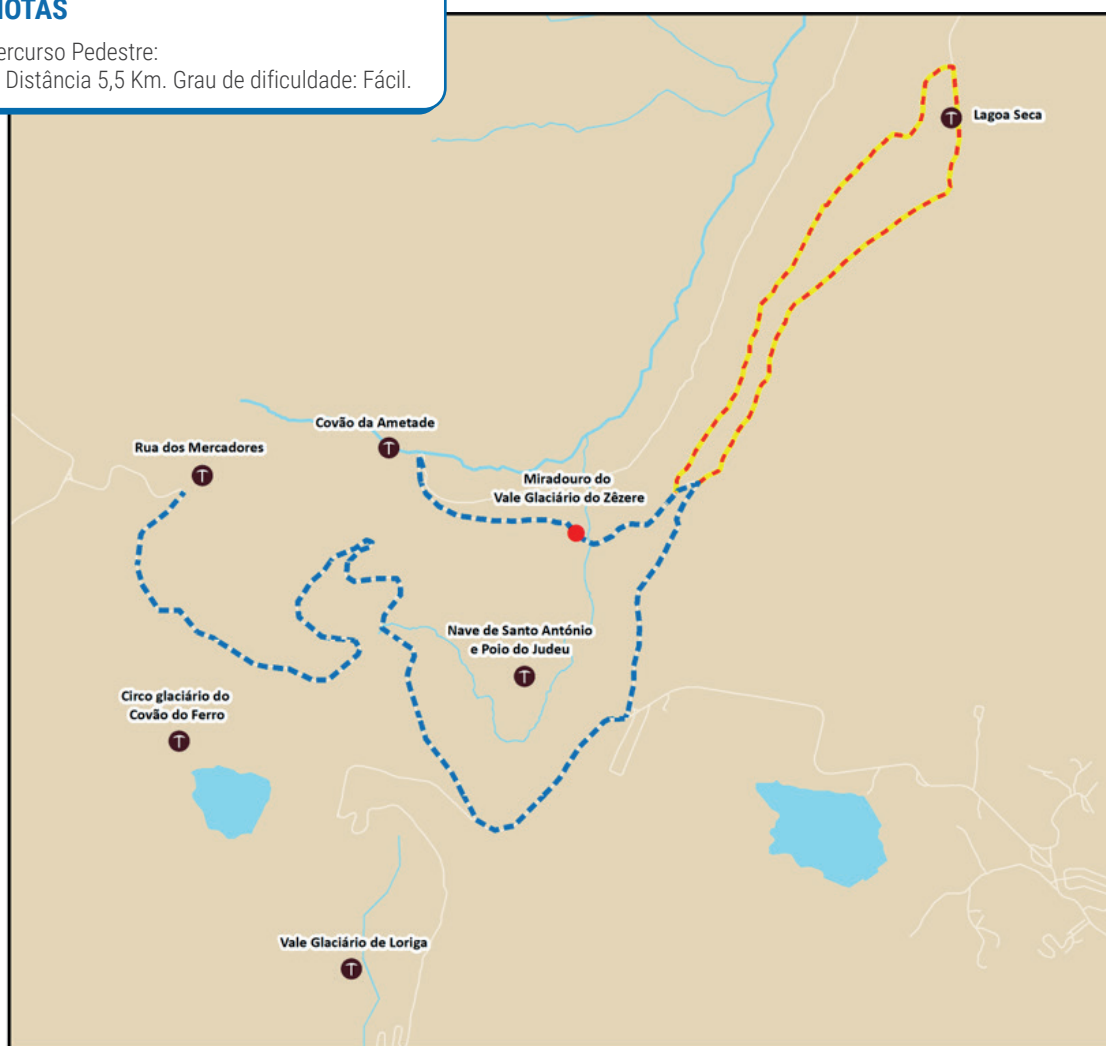 NOTAS
ercurso Pedestre:
Distância 5,5 Km. Grau de dificuldade: Fácil.
Lagoa Seca
Covão da Ametade
Rua dos Mercadores
Miradouro do
Vale Glaciário do Zêzere
Nave de Santo António
e Poio do Judeu
Circo glaciário do
Covão do Ferro
Vale Glaciário de Loriga